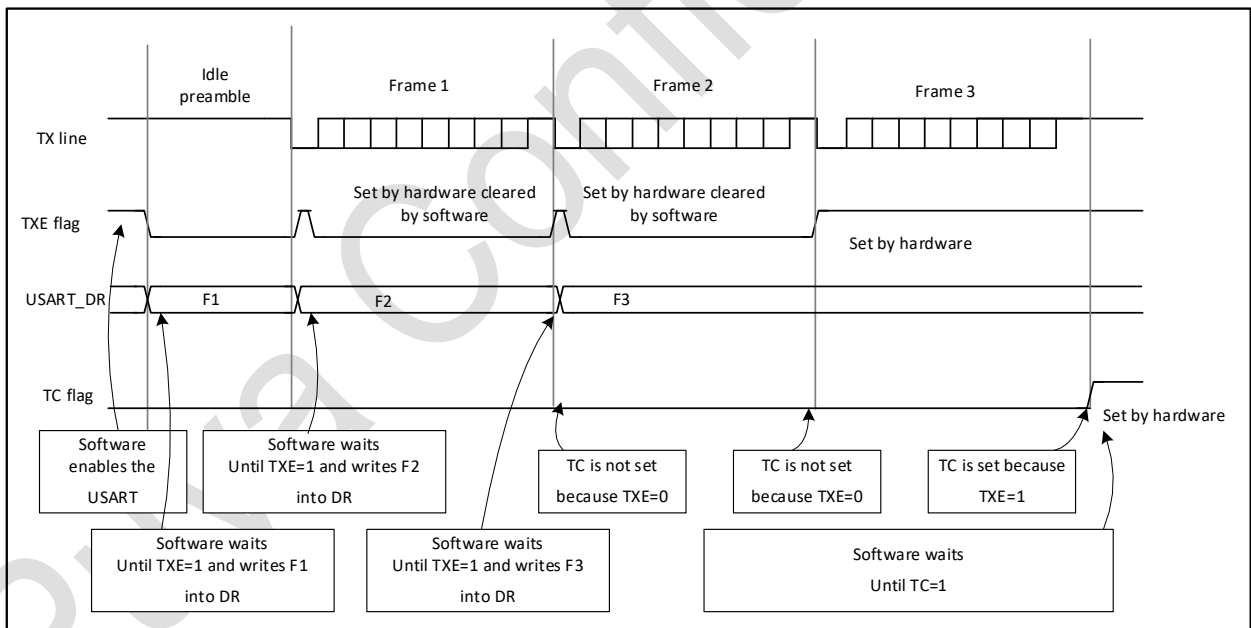 Idle
preamble
Frame 1
Frame 2
Frame 3
TX line
Set by hardware cleared
by software
Set by hardware cleared
by software
TXE flag
Set by hardware
USART_DR
F1
F2
F3
TC flag
Set by hardware
Software
enables the
USART
Software waits
Until TXE=1 and writes F2
into DR
TC is not set
because TXE=0
TC is not set
because TXE=0
TC is set because
TXE=1
Software waits
Until TXE=1 and writes F1
into DR
Software waits
Until TXE=1 and writes F3
into DR
Software waits
Until TC=1